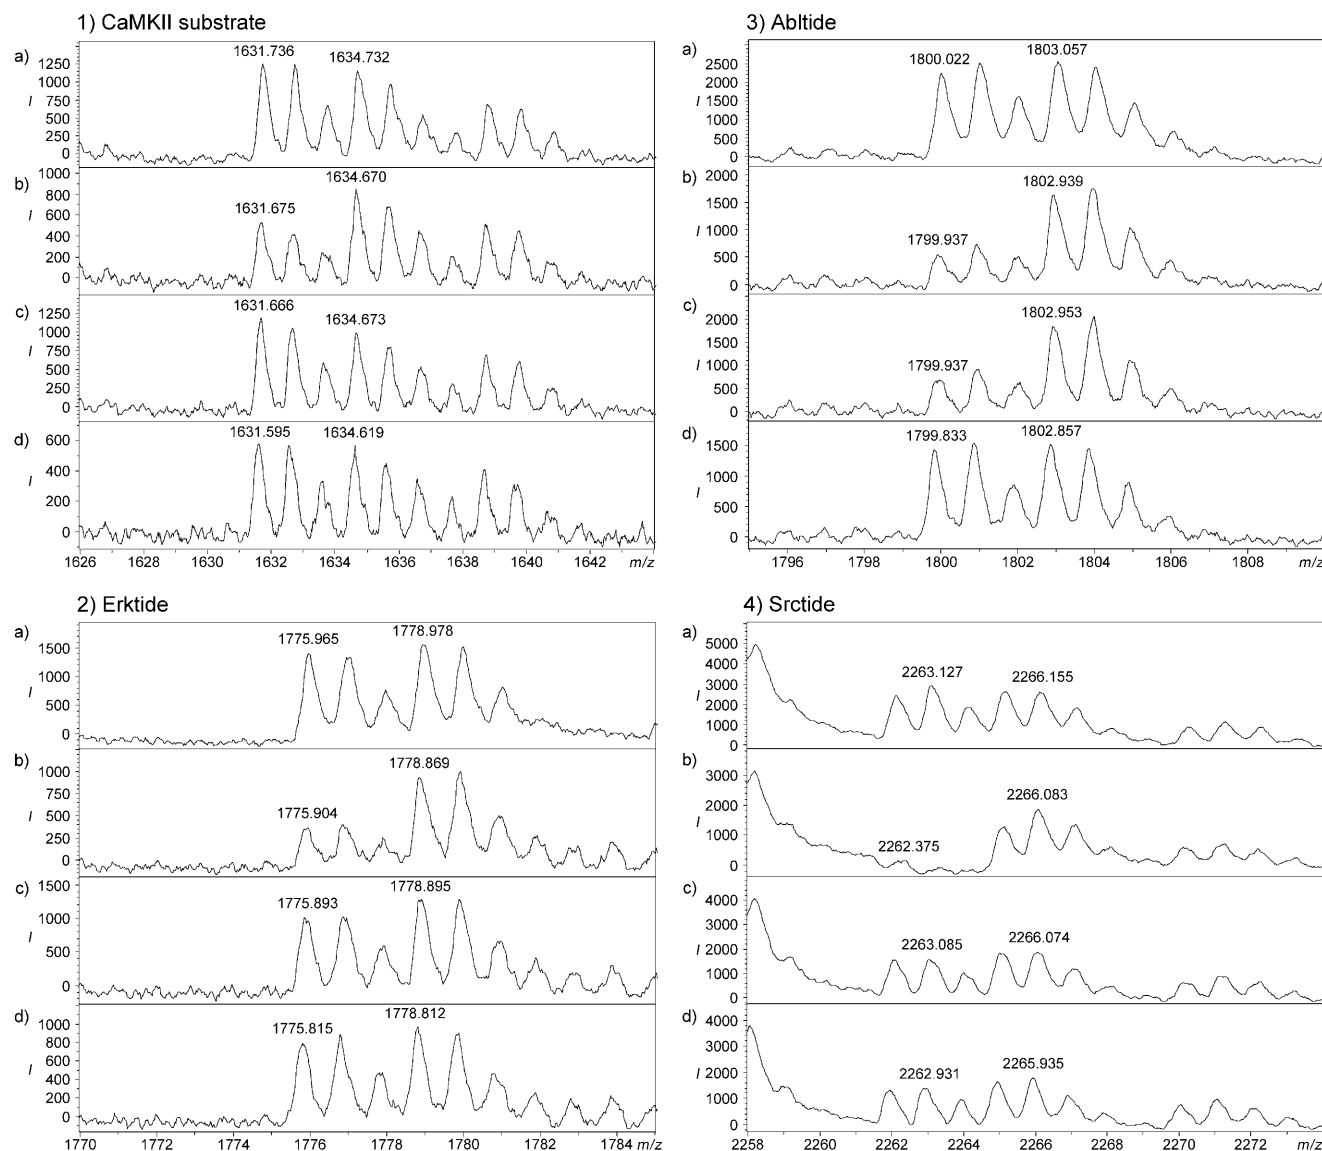 1) CaMKII substrate
a)
1631.736
1634.732
1250
1000
750
500
250
0
I
b)
1631.675
1634.670
1000
800
600
400
200
0
I
c)
1631.666
1634.673
1250
1000
750
500
250
0
I
d)
1631.595
1634.619
600
400
200
0
I
1626 1628 1630 1632 1634 1636 1638 1640 1642 m/z
3) Abltide
a)
1800.022
1803.057
2500
2000
1500
1000
500
0
I
b)
1799.937
1802.939
2000
1500
1000
500
0
I
c)
1799.937
1802.953
2000
1500
1000
500
0
I
d)
1799.833
1802.857
1500
1000
500
0
I
1796 1798 1800 1802 1804 1806 1808 m/z
2) Erktide
a)
1775.965
1778.978
1500
1000
500
0
I
b)
1775.904
1778.869
1000
750
500
250
0
I
c)
1775.893
1778.895
1500
1000
500
0
I
d)
1775.815
1778.812
1000
800
600
400
200
0
I
1770 1772 1774 1776 1778 1780 1782 1784 m/z
4) Srctide
a)
2263.127
2266.155
5000
4000
3000
2000
1000
0
I
b)
2262.375
2266.083
3000
2000
1000
0
I
c)
2263.085
2266.074
4000
3000
2000
1000
0
I
d)
2262.931
2265.935
4000
3000
2000
1000
0
I
2258 2260 2262 2264 2266 2268 2270 2272 m/z